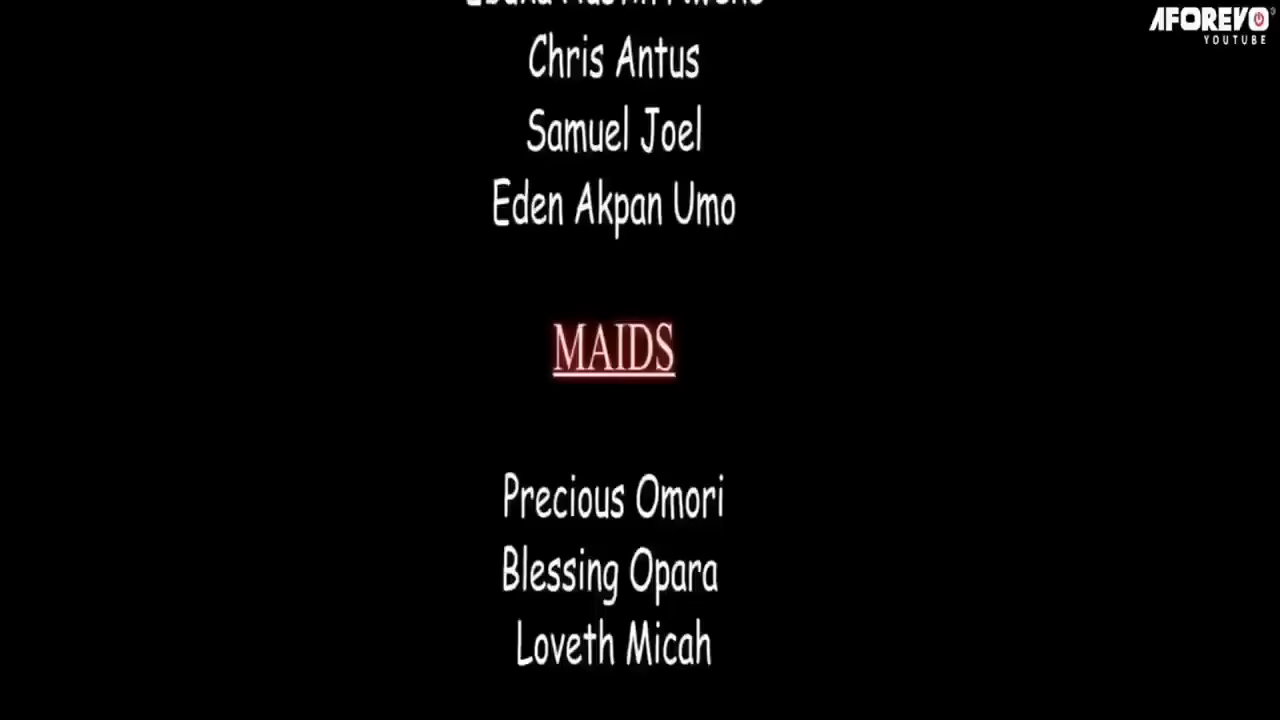 AFOREVO
YOUTUBE
Chris Antus
Samuel Joel
Eden Akpan Umo
MAIDS
Precious Omori
Blessing Opara
Loveth Micah